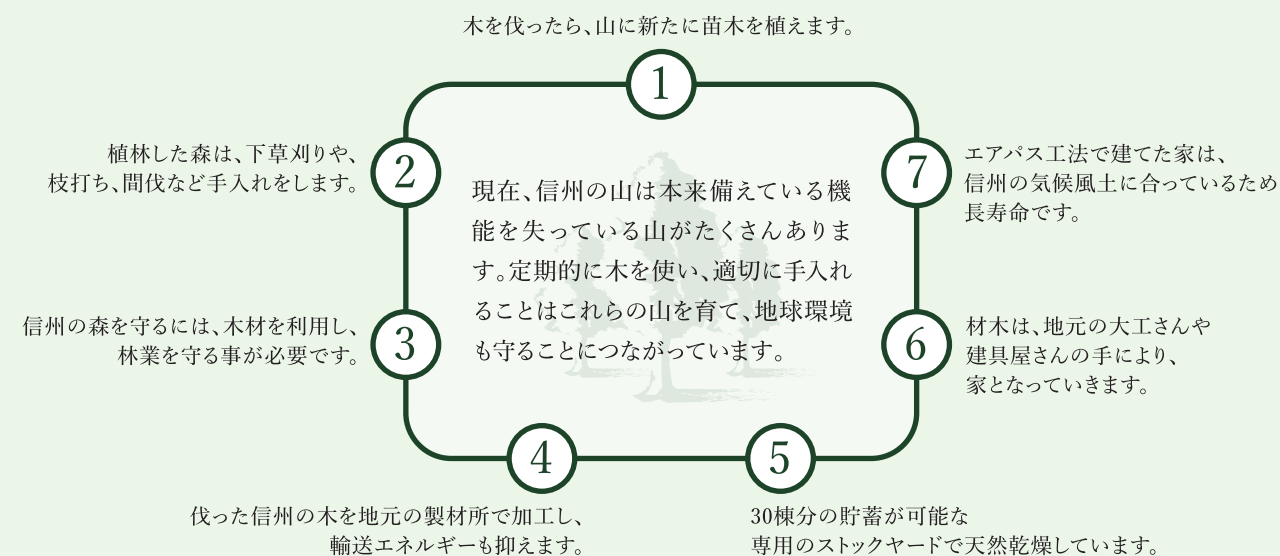 木を伐ったら、山に新たに苗木を植えます。
1
2
植林した森は、下草刈りや、
枝打ち、間伐など手入れをします。
3
信州の森を守るには、木材を利用し、
林業を守る事が必要です。
4
伐った信州の木を地元の製材所で加工し、
輸送エネルギーも抑えます。
5
30棟分の貯蓄が可能な
専用のストックヤードで天然乾燥しています。
6
材木は、地元の大工さんや
建具屋さんの手により、
家となっていきます。
7
エアパス工法で建てた家は、
信州の気候風土に合っているため
長寿命です。
現在、信州の山は本来備えている機
能を失っている山がたくさんありま
す。定期的に木を使い、適切に手入れ
ることはこれらの山を育て、地球環境
も守ることにつながっています。